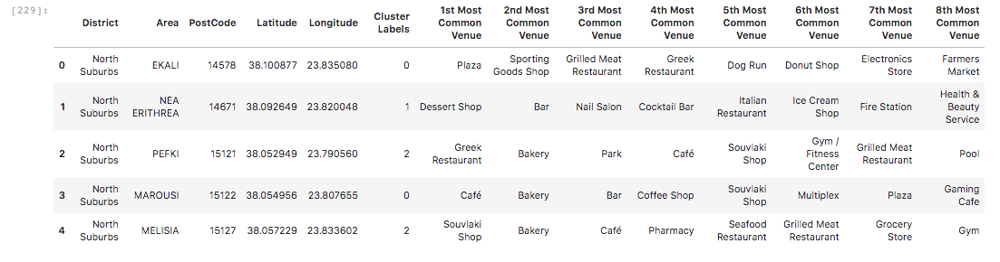 [229]:
District Area PostCode Latitude Longitude Cluster Labels 1st Most Common Venue 2nd Most Common Venue 3rd Most Common Venue 4th Most Common Venue 5th Most Common Venue 6th Most Common Venue 7th Most Common Venue 8th Most Common Venue
0 North Suburbs EKALI 14578 38.100877 23.835080 0 Plaza Sporting Goods Shop Grilled Meat Restaurant Greek Restaurant Dog Run Donut Shop Electronics Store Farmers Market
1 North Suburbs NEA ERITHREA 14671 38.092649 23.820048 1 Dessert Shop Bar Nail Salon Cocktail Bar Italian Restaurant Ice Cream Shop Fire Station Health & Beauty Service
2 North Suburbs PEFKI 15121 38.052949 23.790560 2 Greek Restaurant Bakery Park Café Souvlaki Shop Gym / Fitness Center Grilled Meat Restaurant Pool
3 North Suburbs MAROUSI 15122 38.054956 23.807655 0 Café Bakery Bar Coffee Shop Souvlaki Shop Multiplex Plaza Gaming Cafe
4 North Suburbs MELISIA 15127 38.057229 23.833602 2 Souvlaki Shop Bakery Café Pharmacy Seafood Restaurant Grilled Meat Restaurant Grocery Store Gym